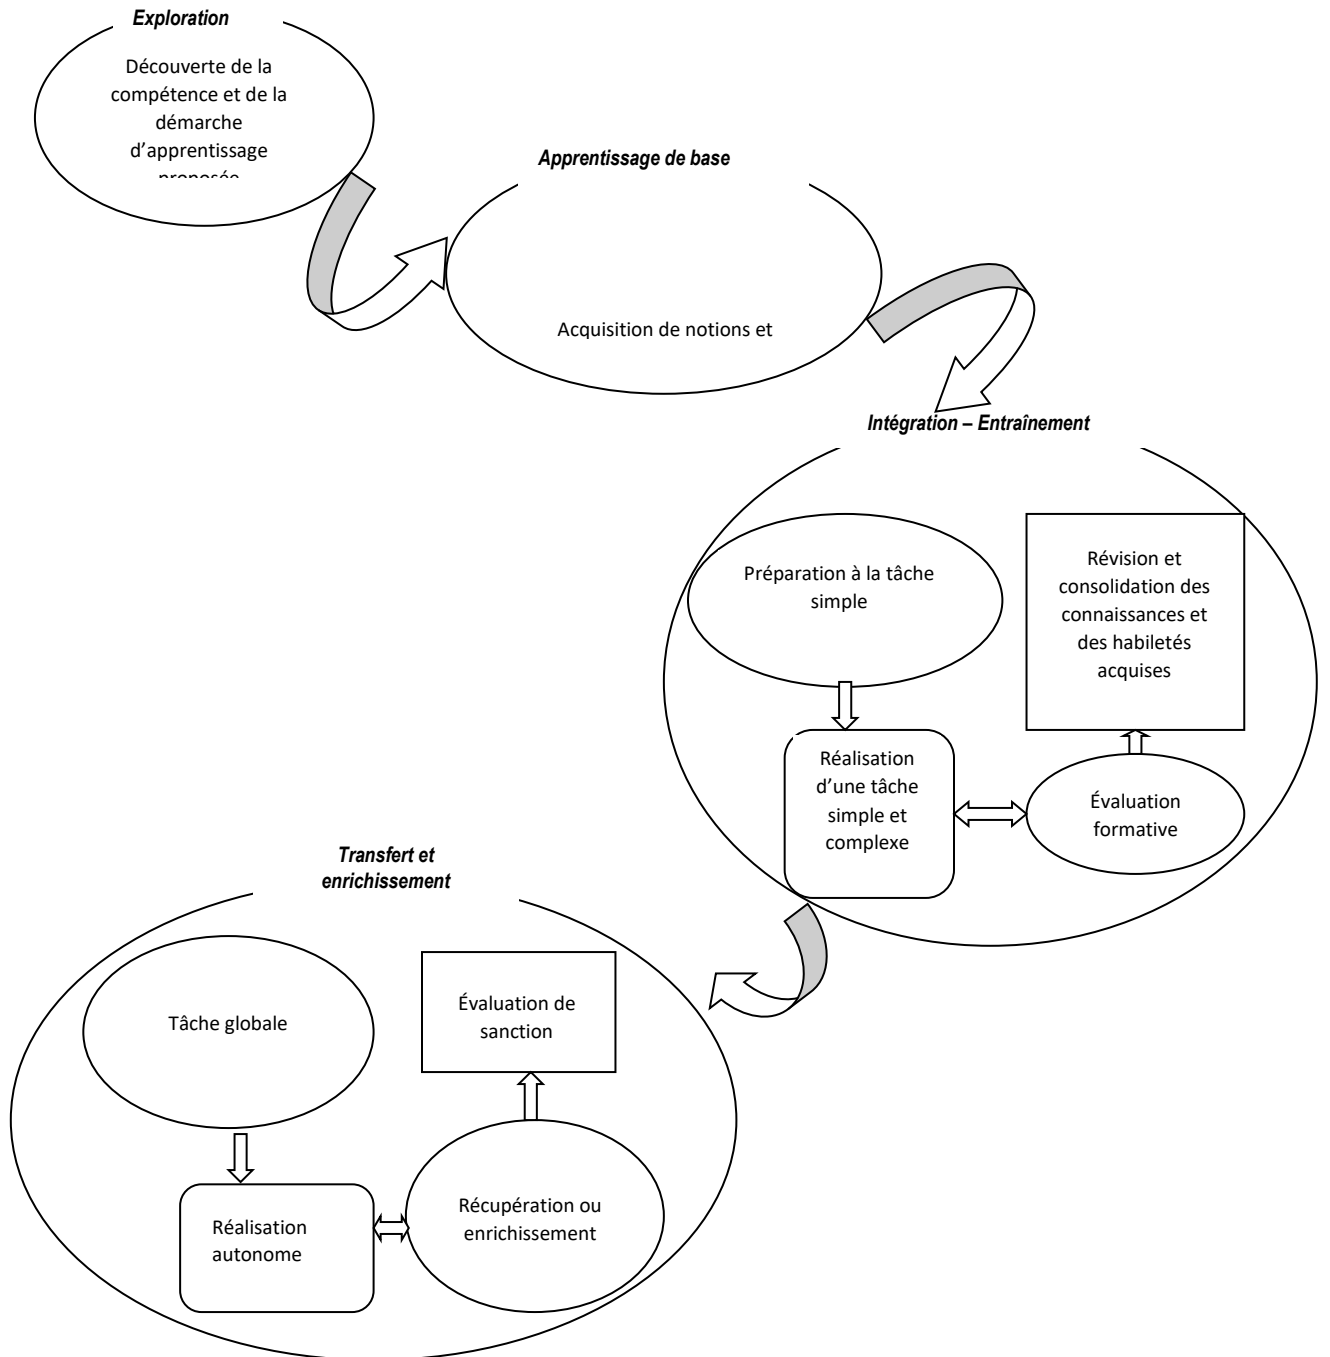 Exploration
Découverte de la
compétence et de la
démarche
d’apprentissage
proposée
Apprentissage de base
Acquisition de notions et
Intégration – Entraînement
Préparation à la tâche
simple
Révision et
consolidation des
connaissances et
des habiletés
acquises
Réalisation
d’une tâche
simple et
complexe
Évaluation
formative
Transfert et
enrichissement
Tâche globale
Évaluation de
sanction
Réalisation
autonome
Récupération ou
enrichissement